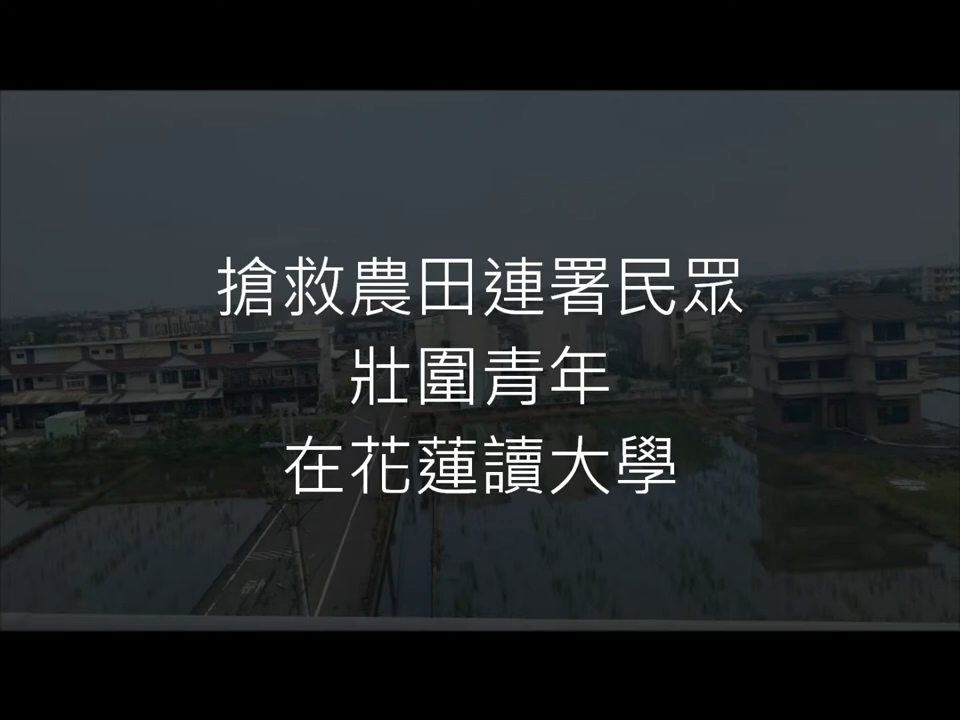 搶救農田連署民眾
壯圍青年
在花蓮讀大學